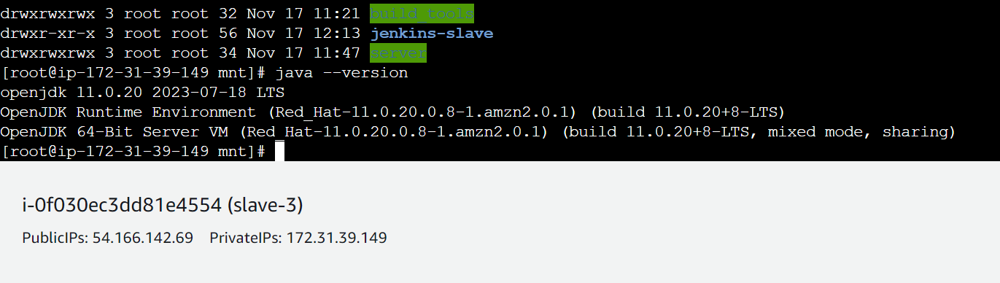 drwxrwxrwx 3 root root 32 Nov 17 11:21 build_tools
drwxr-xr-x 3 root root 56 Nov 17 12:13 jenkins-slave
drwxrwxrwx 3 root root 34 Nov 17 11:47 server
[root@ip-172-31-39-149 mnt]# java --version
openjdk 11.0.20 2023-07-18 LTS
OpenJDK Runtime Environment (Red_Hat-11.0.20.0.8-1.amzn2.0.1) (build 11.0.20+8-LTS)
OpenJDK 64-Bit Server VM (Red_Hat-11.0.20.0.8-1.amzn2.0.1) (build 11.0.20+8-LTS, mixed mode, sharing)
[root@ip-172-31-39-149 mnt]#
i-0f030ec3dd81e4554 (slave-3)
PublicIPs: 54.166.142.69 PrivateIPs: 172.31.39.149